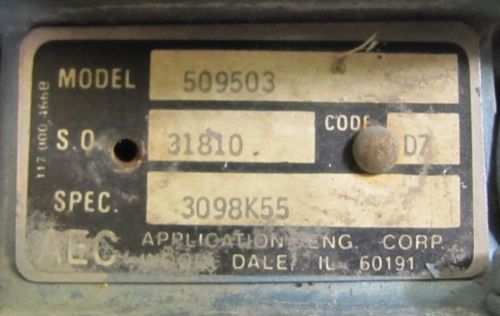 MODEL 509503
S.O. 31810 CODE D7
SPEC. 3098K55
AEC APPLICATION ENG. CORP.
DALE, IL 60191